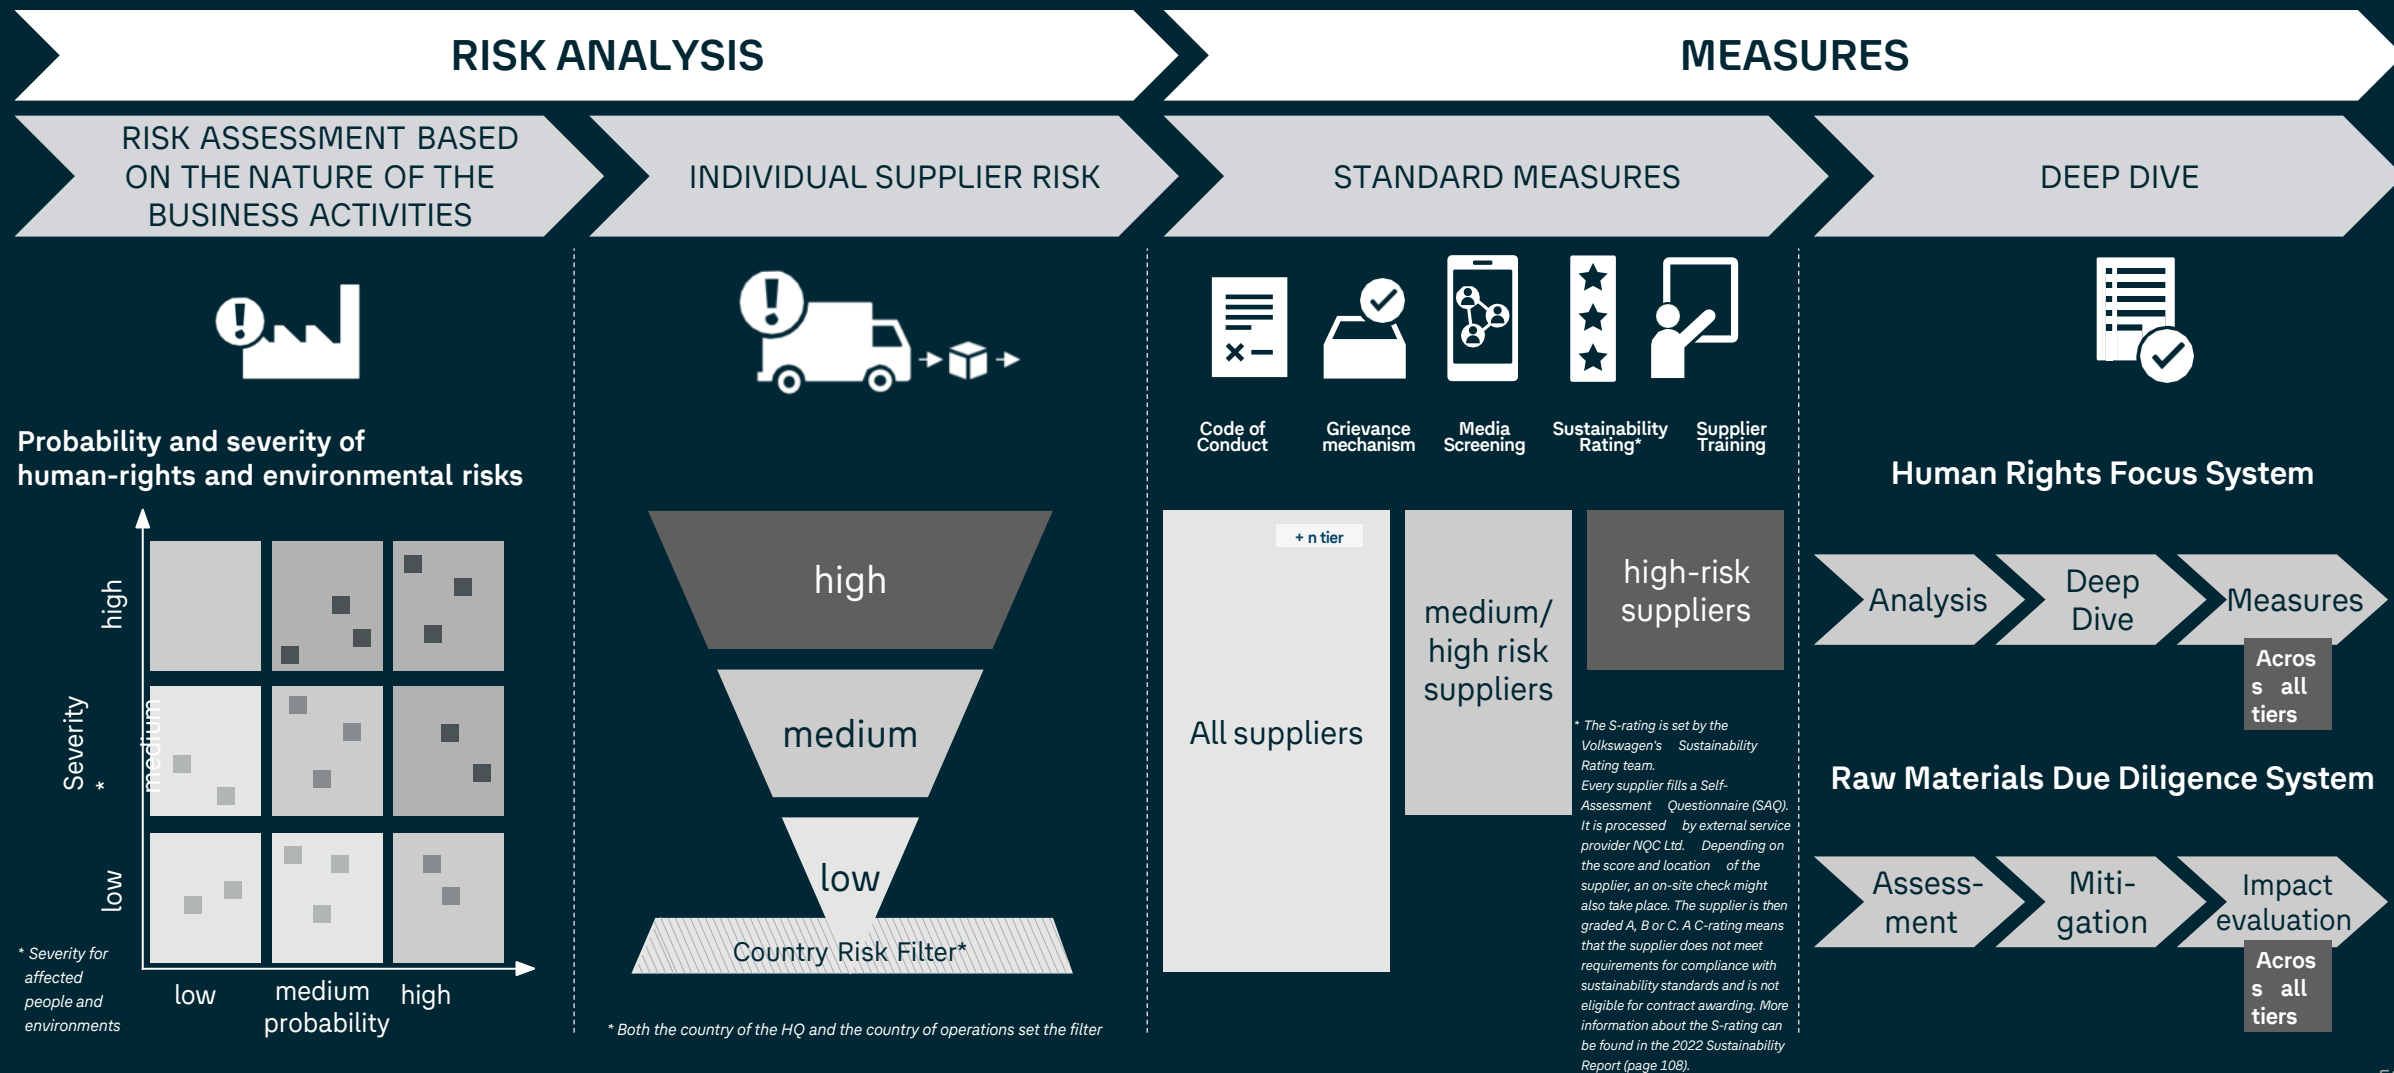 RISK ANALYSIS
MEASURES
RISK ASSESSMENT BASED
ON THE NATURE OF THE
BUSINESS ACTIVITIES
INDIVIDUAL SUPPLIER RISK
STANDARD MEASURES
DEEP DIVE
Probability and severity of
human-rights and environmental risks
high
Severity
*
medium
low
* Severity for
affected
people and
environments
low
medium
high
probability
high
medium
low
Country Risk Filter*
* Both the country of the HQ and the country of operations set the filter
Code of
Conduct
Grievance
mechanism
Media
Screening
Sustainability
Rating*
Supplier
Training
+ n tier
All suppliers
medium/
high risk
suppliers
high-risk
suppliers
* The S-rating is set by the
Volkswagen's Sustainability
Rating team.
Every supplier fills a Self-
Assessment Questionnaire (SAQ).
It is processed by external service
provider NQC Ltd. Depending on
the score and location of the
supplier, an on-site check might
also take place. The supplier is then
graded A, B or C. A C-rating means
that the supplier does not meet
requirements for compliance with
sustainability standards and is not
eligible for contract awarding. More
information about the S-rating can
be found in the 2022 Sustainability
Report (page 108).
Human Rights Focus System
Analysis
Deep
Dive
Measures
Acros
s all
tiers
Raw Materials Due Diligence System
Assess-
ment
Miti-
gation
Impact
evaluation
Acros
s all
tiers